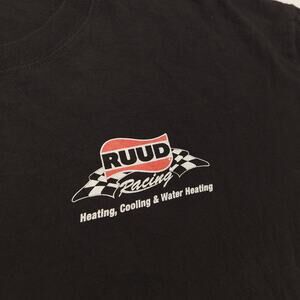 RUUD
Racing
Heating, Cooling & Water Heating